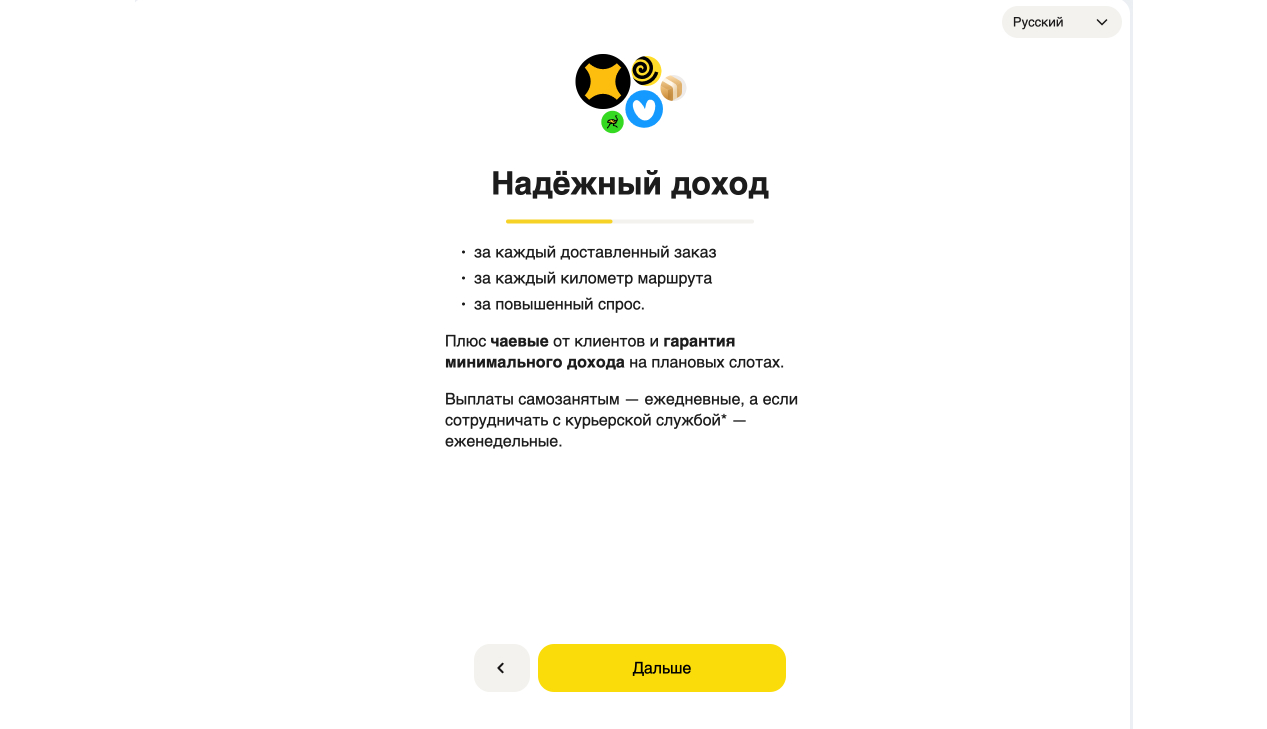 Русский
Надёжный доход
• за каждый доставленный заказ
• за каждый километр маршрута
• за повышенный спрос.
Плюс чаевые от клиентов и гарантия
минимального дохода на плановых слотах.
Выплаты самозанятым — ежедневные, а если
сотрудничать с курьерской службой* —
еженедельные.
Дальше